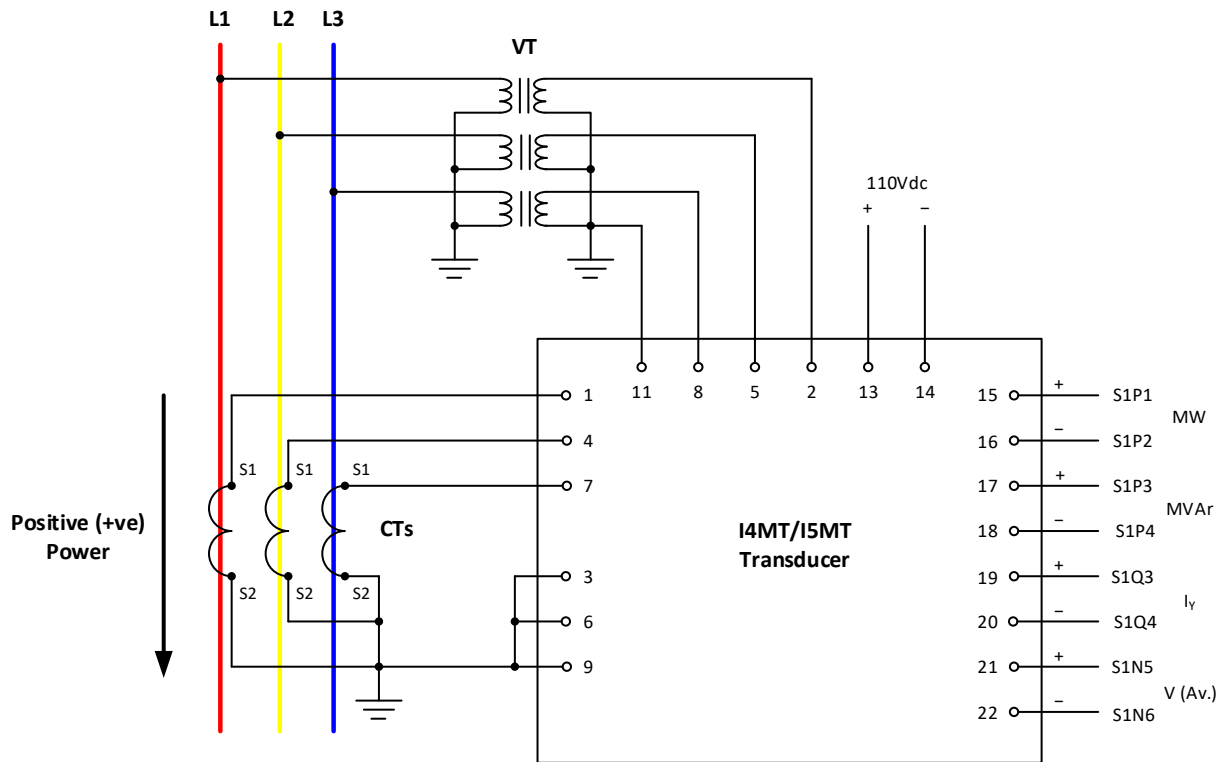 L1 L2 L3
VT
110Vdc
+ −
11 8 5 2 13 14
1 15 + S1P1
MW
4 16 − S1P2
S1 S1 S1 7 17 + S1P3
MVAr
Positive (+ve)
Power
CTs
I4MT/I5MT
Transducer
18 − S1P4
S2 S2 S2 3 19 + S1Q3
IY
6 20 − S1Q4
9 21 + S1N5
V (Av.)
22 − S1N6